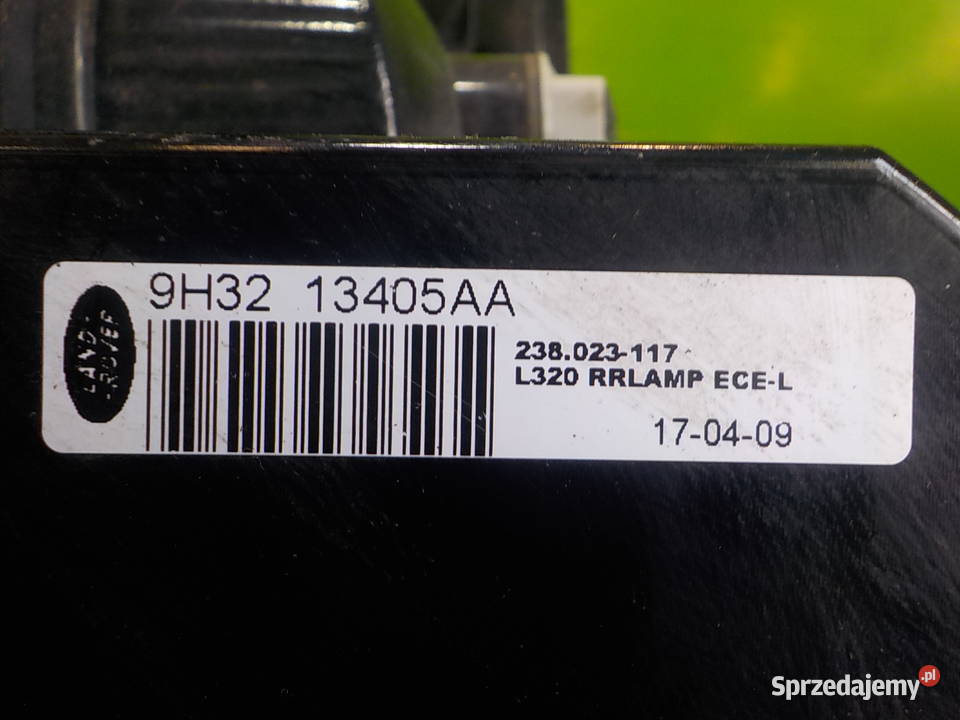 9H32 13405AA
LAND
ROVER
238.023-117
L320 RRLAMP ECE-L
17-04-09
Sprzedajemy.pl